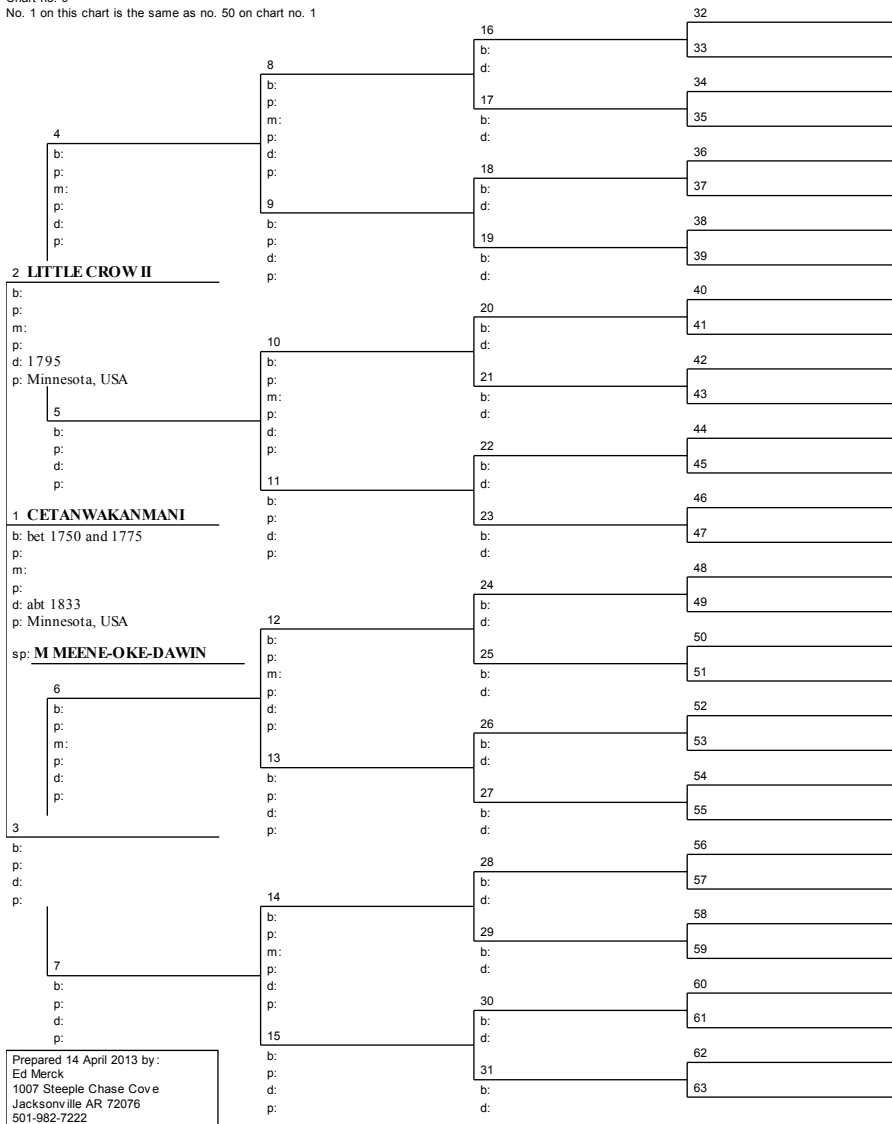 No. 1 on this chart is the same as no. 50 on chart no. 1
4
b:
p:
m:
p:
d:
p:
2 LITTLE CROW II
b:
p:
m:
p:
d: 1795
p: Minnesota, USA
5
b:
p:
d:
p:
1 CETANWAKANMANI
b: bet 1750 and 1775
p:
m:
p:
d: abt 1833
p: Minnesota, USA
sp: M MEENE-OKE-DAWIN
6
b:
p:
m:
p:
d:
p:
3
b:
p:
d:
p:
7
b:
p:
d:
p:
Prepared 14 April 2013 by:
Ed Merck
1007 Steeple Chase Cove
Jacksonville AR 72076
501-982-7222
8
b:
p:
m:
p:
d:
p:
9
b:
p:
d:
p:
10
b:
p:
m:
p:
d:
p:
11
b:
p:
d:
p:
12
b:
p:
m:
p:
d:
p:
13
b:
p:
d:
p:
14
b:
p:
m:
p:
d:
p:
15
b:
p:
d:
p:
16
b:
d:
17
b:
d:
18
b:
d:
19
b:
d:
20
b:
d:
21
b:
d:
22
b:
d:
23
b:
d:
24
b:
d:
25
b:
d:
26
b:
d:
27
b:
d:
28
b:
d:
29
b:
d:
30
b:
d:
31
b:
d:
32
33
34
35
36
37
38
39
40
41
42
43
44
45
46
47
48
49
50
51
52
53
54
55
56
57
58
59
60
61
62
63